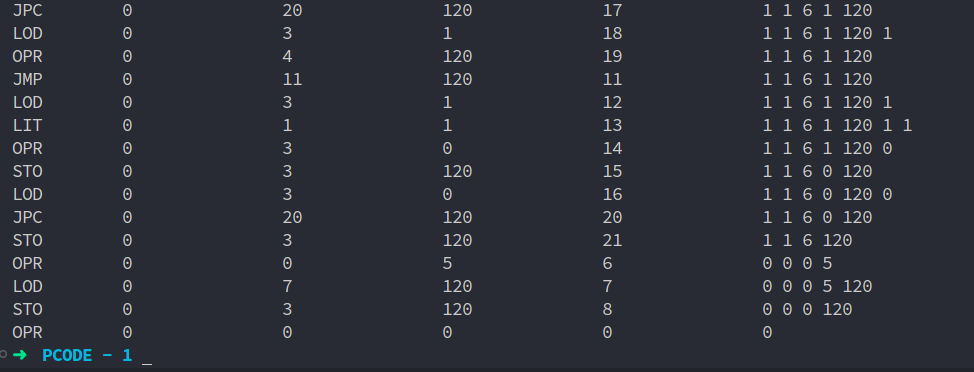 JPC 0 20 120 17 1 1 6 1 120
LOD 0 3 1 18 1 1 6 1 120 1
OPR 0 4 120 19 1 1 6 1 120
JMP 0 11 120 11 1 1 6 1 120
LOD 0 3 1 12 1 1 6 1 120 1
LIT 0 1 1 13 1 1 6 1 120 1 1
OPR 0 3 0 14 1 1 6 1 120 0
STO 0 3 120 15 1 1 6 0 120
LOD 0 3 0 16 1 1 6 0 120 0
JPC 0 20 120 20 1 1 6 0 120
STO 0 3 120 21 1 1 6 120
OPR 0 0 5 6 0 0 0 5
LOD 0 7 120 7 0 0 0 5 120
STO 0 3 120 8 0 0 0 120
OPR 0 0 0 0 0
➜ PCODE - 1 _